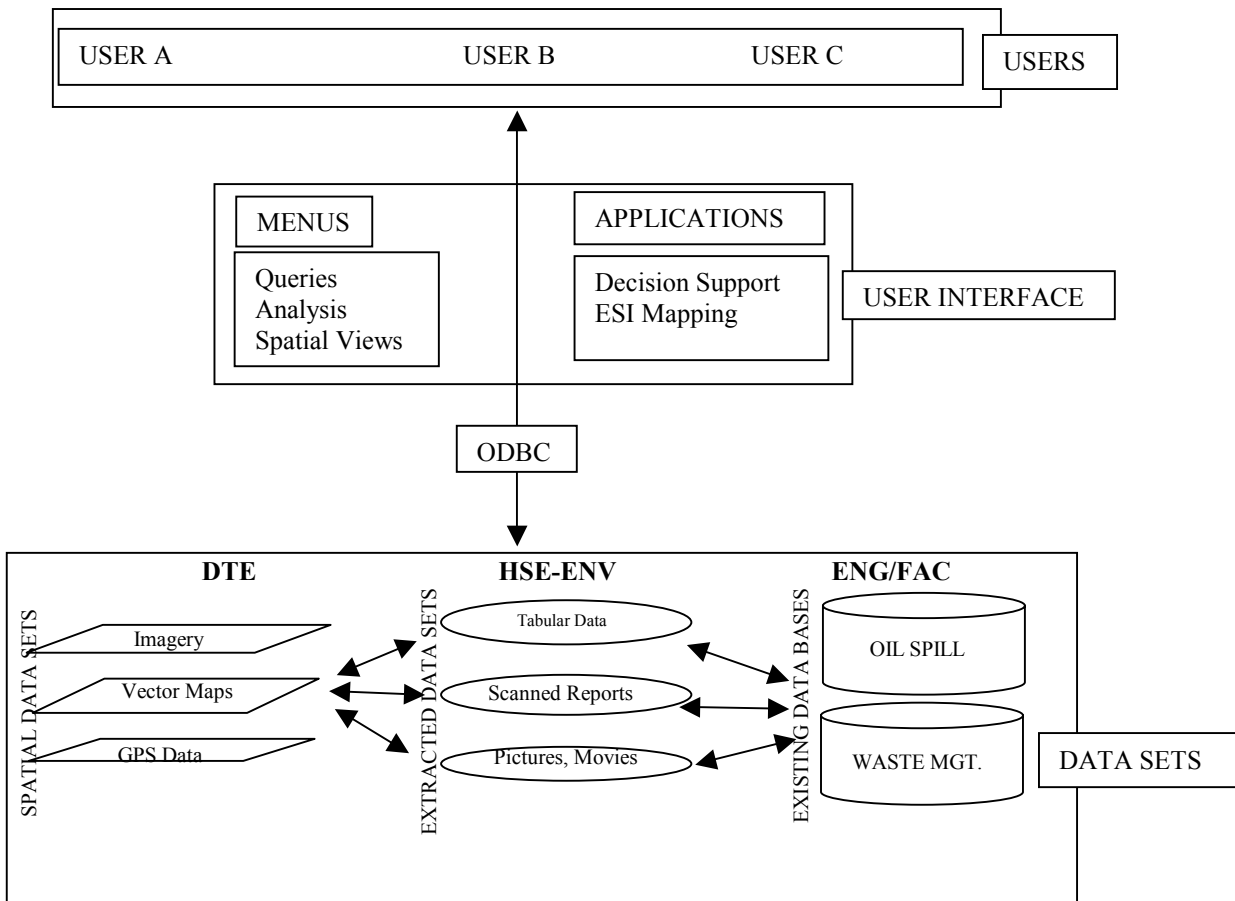 USER A USER B USER C
USERS
MENUS
APPLICATIONS
Queries
Analysis
Spatial Views
Decision Support
ESI Mapping
USER INTERFACE
ODBC
DTE HSE-ENV ENG/FAC
SPATIAL DATA SETS
Imagery
Vector Maps
GPS Data
EXTRACTED DATA SETS
Tabular Data
Scanned Reports
Pictures, Movies
EXISTING DATA BASES
OIL SPILL
WASTE MGT.
DATA SETS